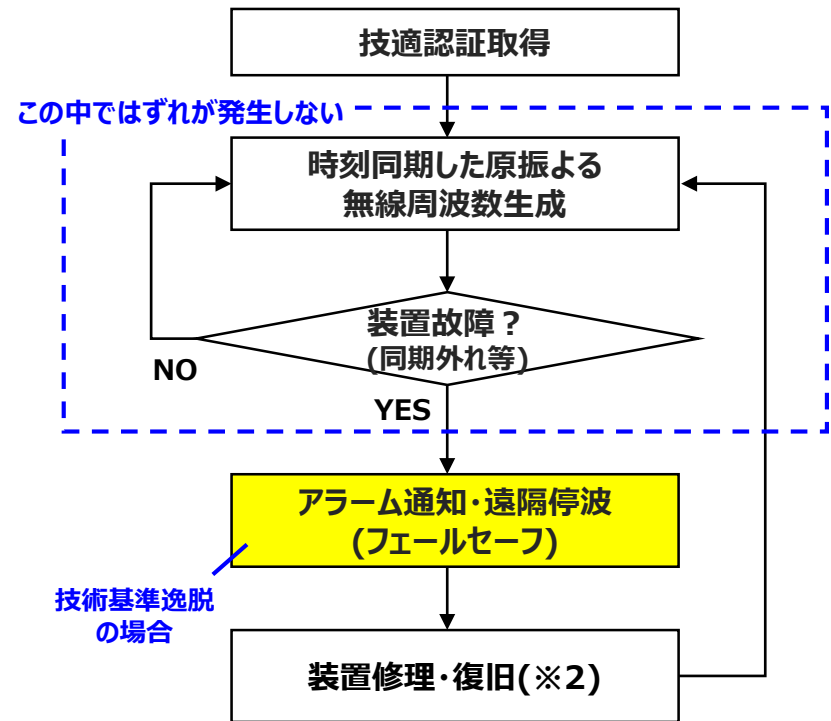 技適認証取得
この中ではずれが発生しない
時刻同期した原振よる
無線周波数生成
装置故障？
(同期外れ等)
NO
YES
アラーム通知･遠隔停波
(フェールセーフ)
技術基準逸脱
の場合
装置修理･復旧(※2)